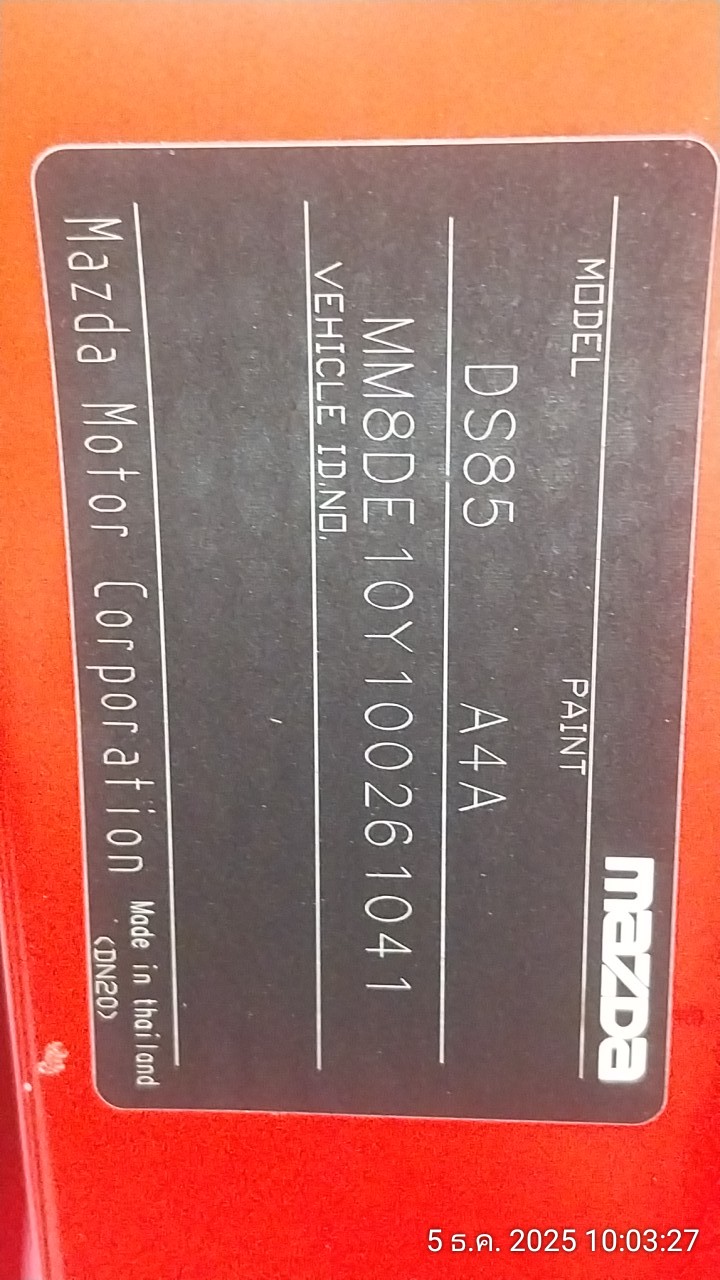 mazda
MODEL PAINT
DS85 A4A
MM8DE10Y100261041
VEHICLE ID.NO.
Mazda Motor Corporation Made in thailand
<DN20>
5 ธ.ค. 2025 10:03:27